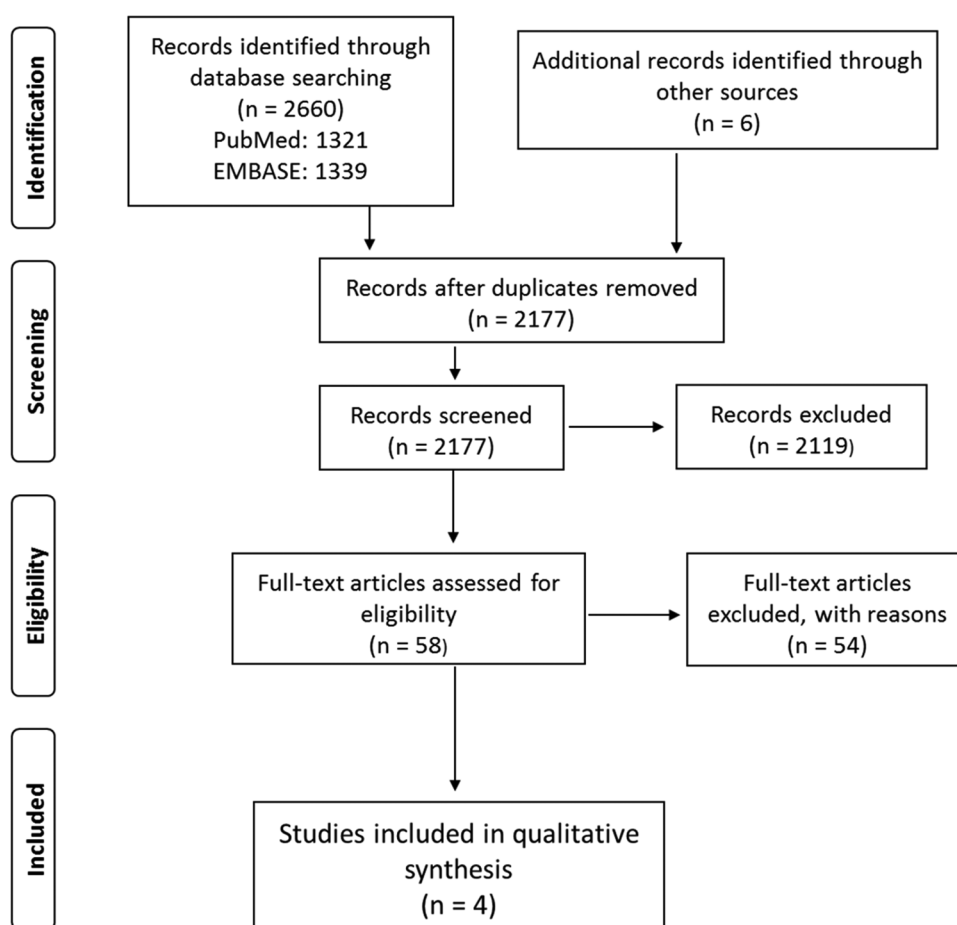 Identification
Records identified through
database searching
(n = 2660)
PubMed: 1321
EMBASE: 1339
Additional records identified through
other sources
(n = 6)
Screening
Records after duplicates removed
(n = 2177)
Records screened
(n = 2177)
Records excluded
(n = 2119)
Eligibility
Full-text articles assessed for
eligibility
(n = 58)
Full-text articles
excluded, with reasons
(n = 54)
Included
Studies included in qualitative
synthesis
(n = 4)